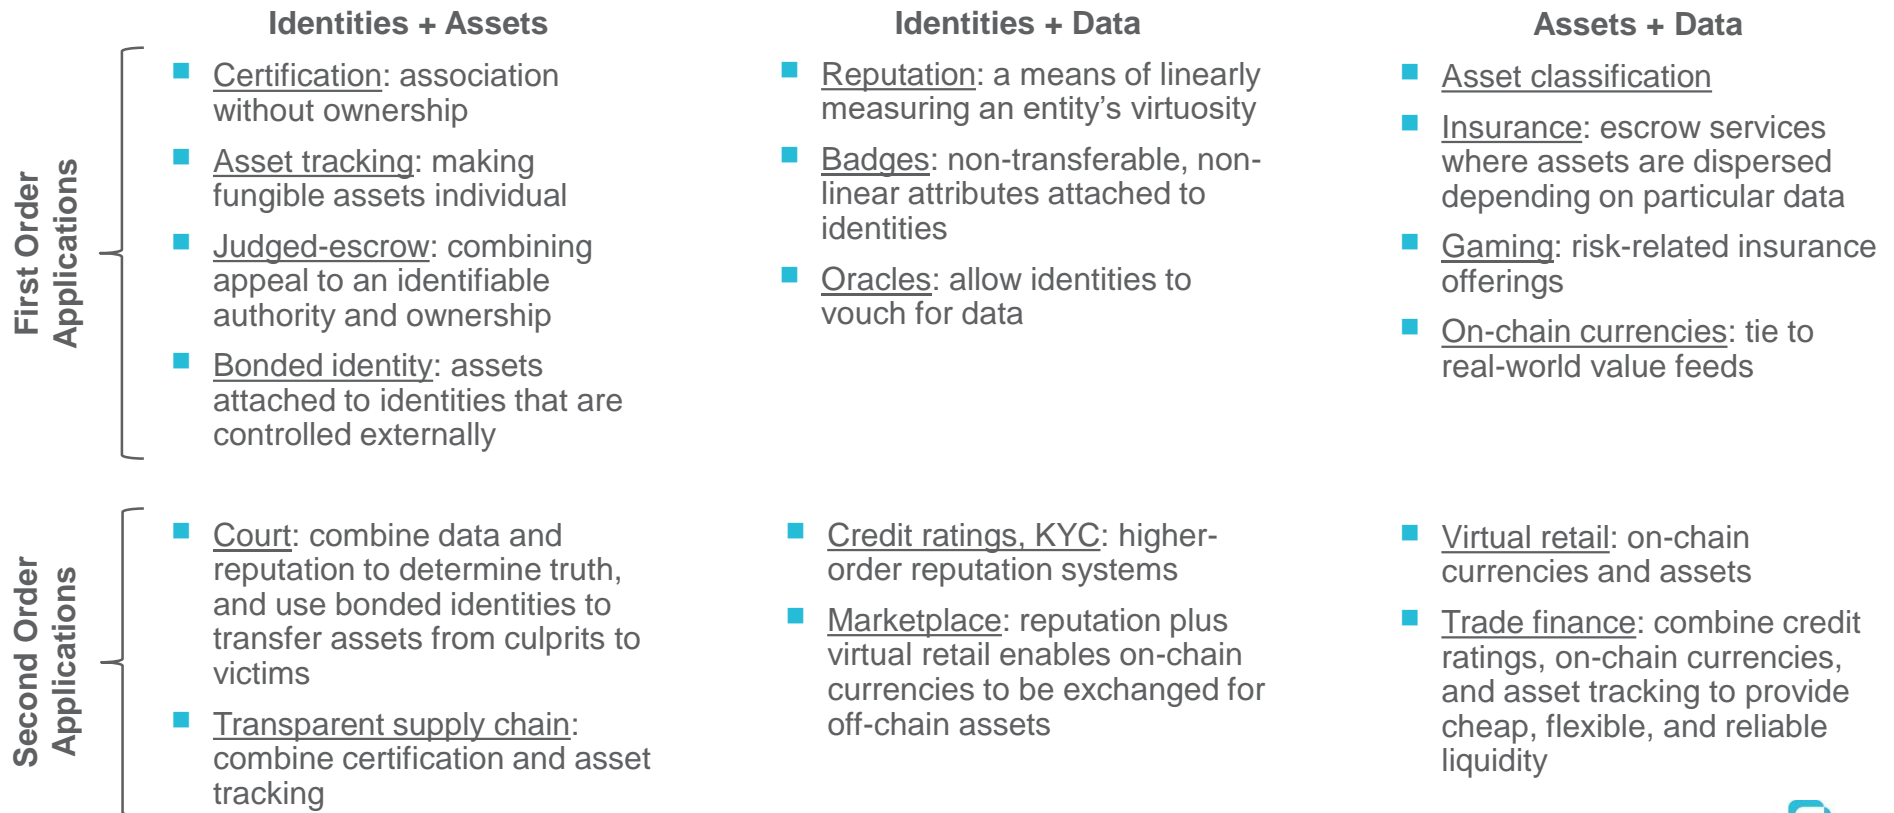 Identities + Assets
Identities + Data
Assets + Data
First Order
Applications
Certification: association
without ownership
Asset tracking: making
fungible assets individual
Judged-escrow: combining
appeal to an identifiable
authority and ownership
Bonded identity: assets
attached to identities that are
controlled externally
Reputation: a means of linearly
measuring an entity’s virtuosity
Badges: non-transferable, non-
linear attributes attached to
identities
Oracles: allow identities to
vouch for data
Asset classification
Insurance: escrow services
where assets are dispersed
depending on particular data
Gaming: risk-related insurance
offerings
On-chain currencies: tie to
real-world value feeds
Second Order
Applications
Court: combine data and
reputation to determine truth,
and use bonded identities to
transfer assets from culprits to
victims
Transparent supply chain:
combine certification and asset
tracking
Credit ratings, KYC: higher-
order reputation systems
Marketplace: reputation plus
virtual retail enables on-chain
currencies to be exchanged for
off-chain assets
Virtual retail: on-chain
currencies and assets
Trade finance: combine credit
ratings, on-chain currencies,
and asset tracking to provide
cheap, flexible, and reliable
liquidity